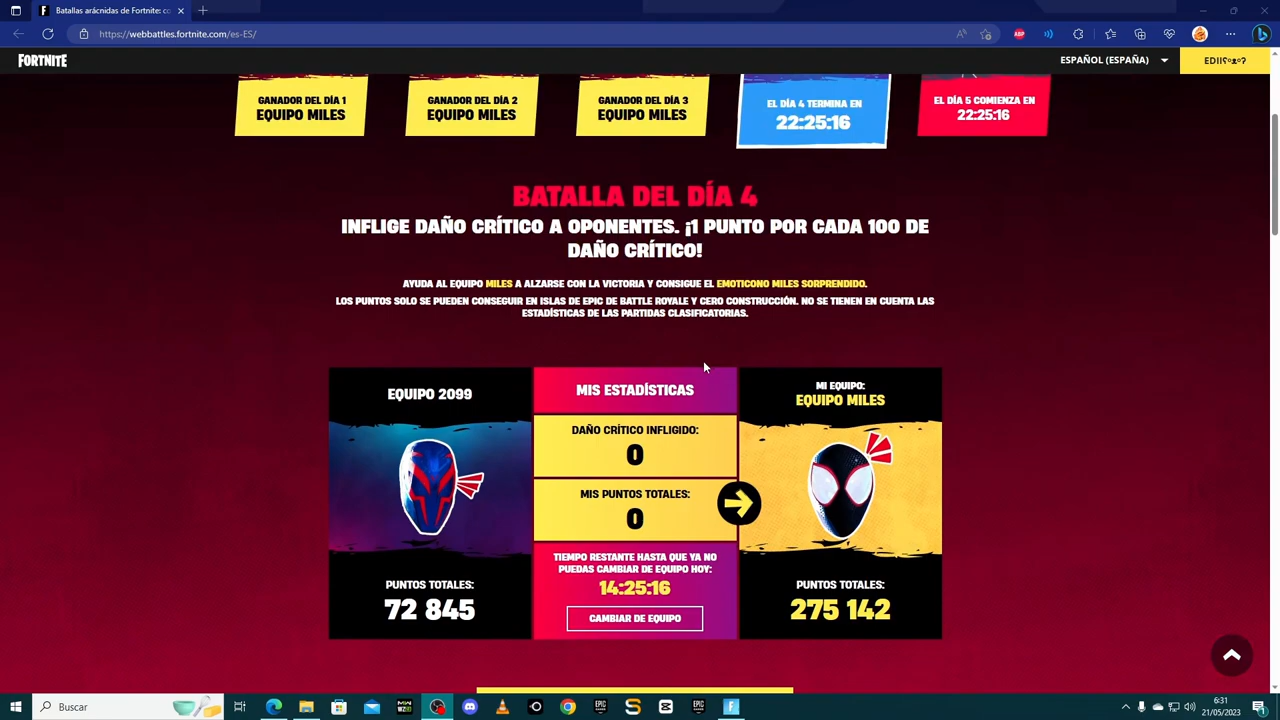 Batallas arácnidas de Fortnite: co
https://webbattles.fortnite.com/es-ES/
FORTNITE
ESPAÑOL (ESPAÑA)
GANADOR DEL DÍA 1
EQUIPO MILES
GANADOR DEL DÍA 2
EQUIPO MILES
GANADOR DEL DÍA 3
EQUIPO MILES
EL DÍA 4 TERMINA EN
22:25:16
EL DÍA 5 COMIENZA EN
22:25:16
BATALLA DEL DÍA 4
INFLIGE DAÑO CRÍTICO A OPONENTES. ¡1 PUNTO POR CADA 100 DE
DAÑO CRÍTICO!
AYUDA AL EQUIPO MILES A ALZARSE CON LA VICTORIA Y CONSIGUE EL EMOTICONO MILES SORPRENDIDO.
LOS PUNTOS SOLO SE PUEDEN CONSEGUIR EN ISLAS DE EPIC DE BATTLE ROYALE Y CERO CONSTRUCCIÓN. NO SE TIENEN EN CUENTA LAS
ESTADÍSTICAS DE LAS PARTIDAS CLASIFICATORIAS.
EQUIPO 2099
PUNTOS TOTALES:
72 845
MIS ESTADÍSTICAS
DAÑO CRÍTICO INFLIGIDO:
0
MIS PUNTOS TOTALES:
0
TIEMPO RESTANTE HASTA QUE YA NO
PUEDAS CAMBIAR DE EQUIPO HOY:
14:25:16
CAMBIAR DE EQUIPO
MI EQUIPO:
EQUIPO MILES
PUNTOS TOTALES:
275 142
Buscar
6:31
21/05/2023